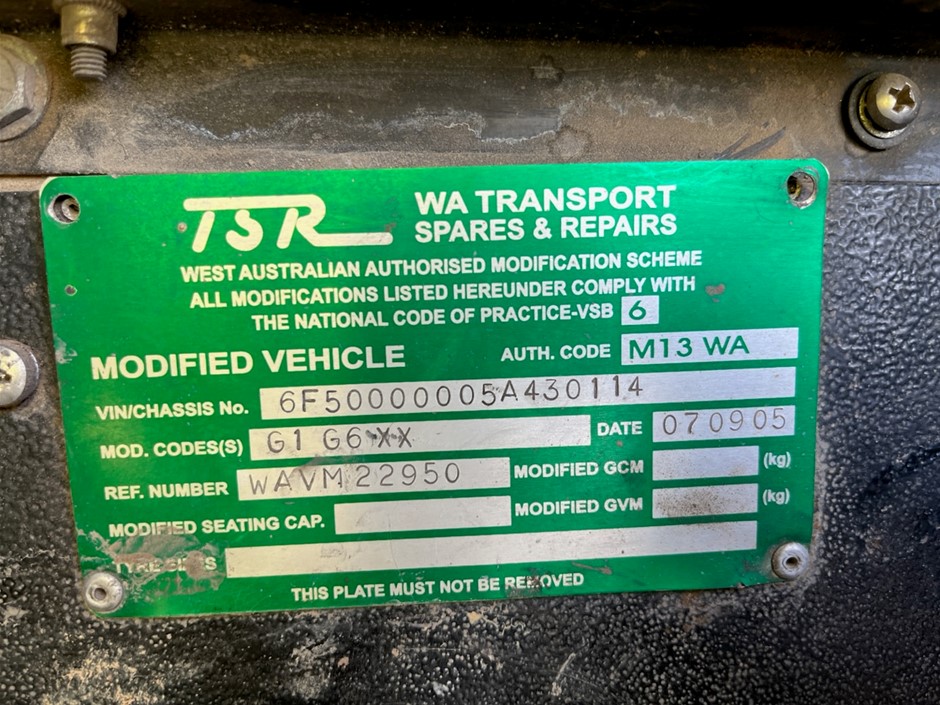 TSR WA TRANSPORT
SPARES & REPAIRS
WEST AUSTRALIAN AUTHORISED MODIFICATION SCHEME
ALL MODIFICATIONS LISTED HEREUNDER COMPLY WITH
THE NATIONAL CODE OF PRACTICE-VSB 6
MODIFIED VEHICLE AUTH. CODE M13 WA
VIN/CHASSIS No. 6F50000005A430114
MOD. CODES(S) G1 G6 XX DATE 070905
REF. NUMBER WAVM 22950 MODIFIED GCM (kg)
MODIFIED SEATING CAP. MODIFIED GVM (kg)
THIS PLATE MUST NOT BE REMOVED